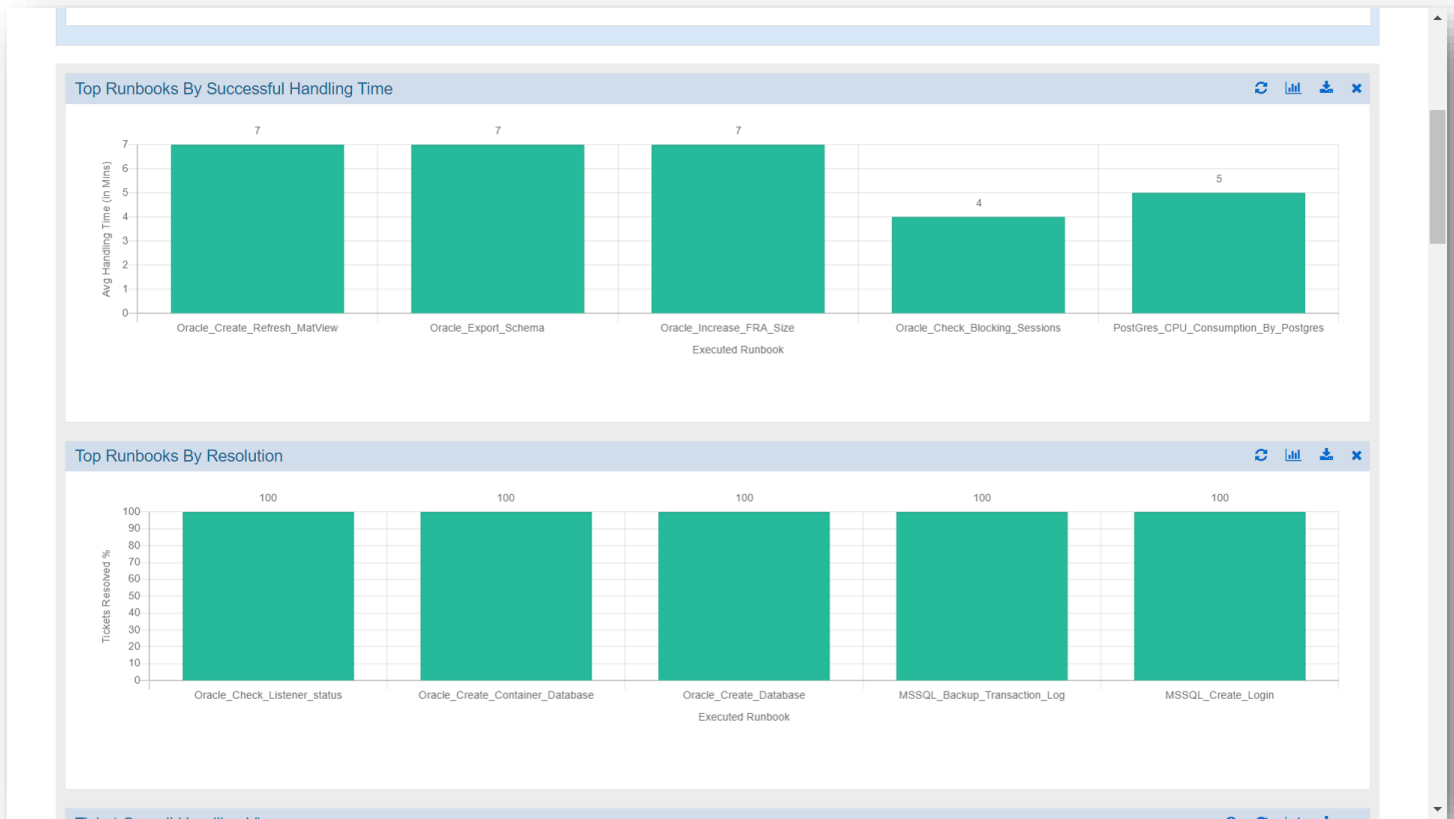 Top Runbooks By Successful Handling Time
7 7 7 4 5
Avg Handling Time (in Mins)
7
6
5
4
3
2
1
0
Oracle_Create_Refresh_MatView Oracle_Export_Schema Oracle_Increase_FRA_Size Oracle_Check_Blocking_Sessions PostGres_CPU_Consumption_By_Postgres
Executed Runbook
Top Runbooks By Resolution
100 100 100 100 100
Tickets Resolved %
100
90
80
70
60
50
40
30
20
10
0
Oracle_Check_Listener_status Oracle_Create_Container_Database Oracle_Create_Database MSSQL_Backup_Transaction_Log MSSQL_Create_Login
Executed Runbook